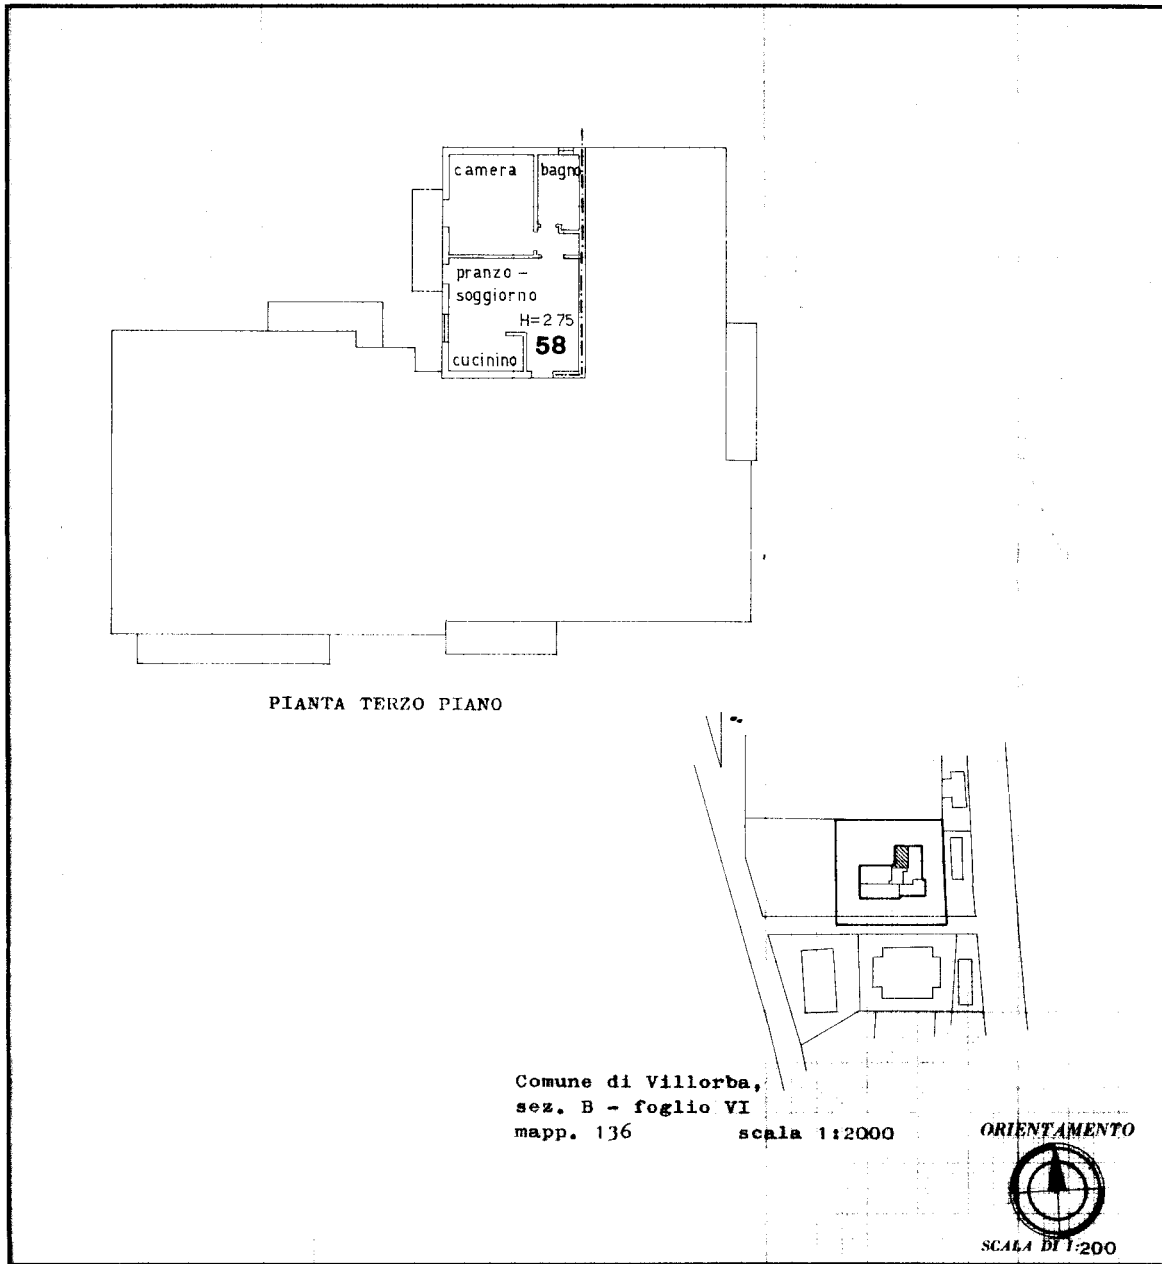 camera
bagno
pranzo -
soggiorno
H=2 75
58
cucinino
PIANTA TERZO PIANO
Comune di Villorba,
sez. B - foglio VI
mapp. 136 scala 1:2000
ORIENTAMENTO
SCALA DI 1:200